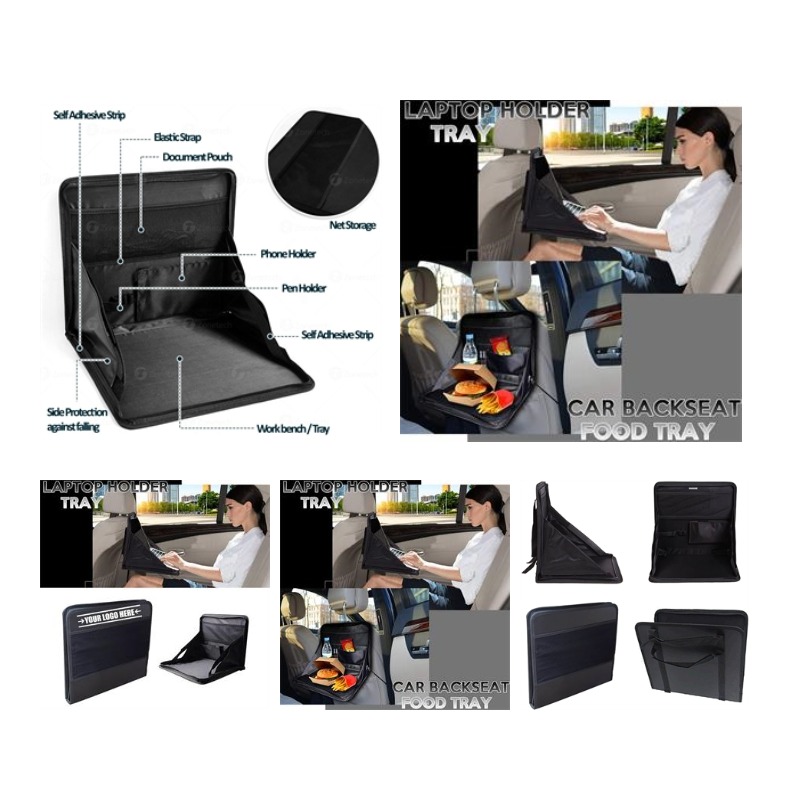 Self Adhesive Strip
Elastic Strap
Document Pouch
Net Storage
Phone Holder
Pen Holder
Self Adhesive Strip
Side Protection
against falling
Work bench / Tray
LAPTOP HOLDER
TRAY
CAR BACKSEAT
FOOD TRAY
LAPTOP HOLDER
TRAY
YOUR LOGO HERE
LAPTOP HOLDER
TRAY
CAR BACKSEAT
FOOD TRAY